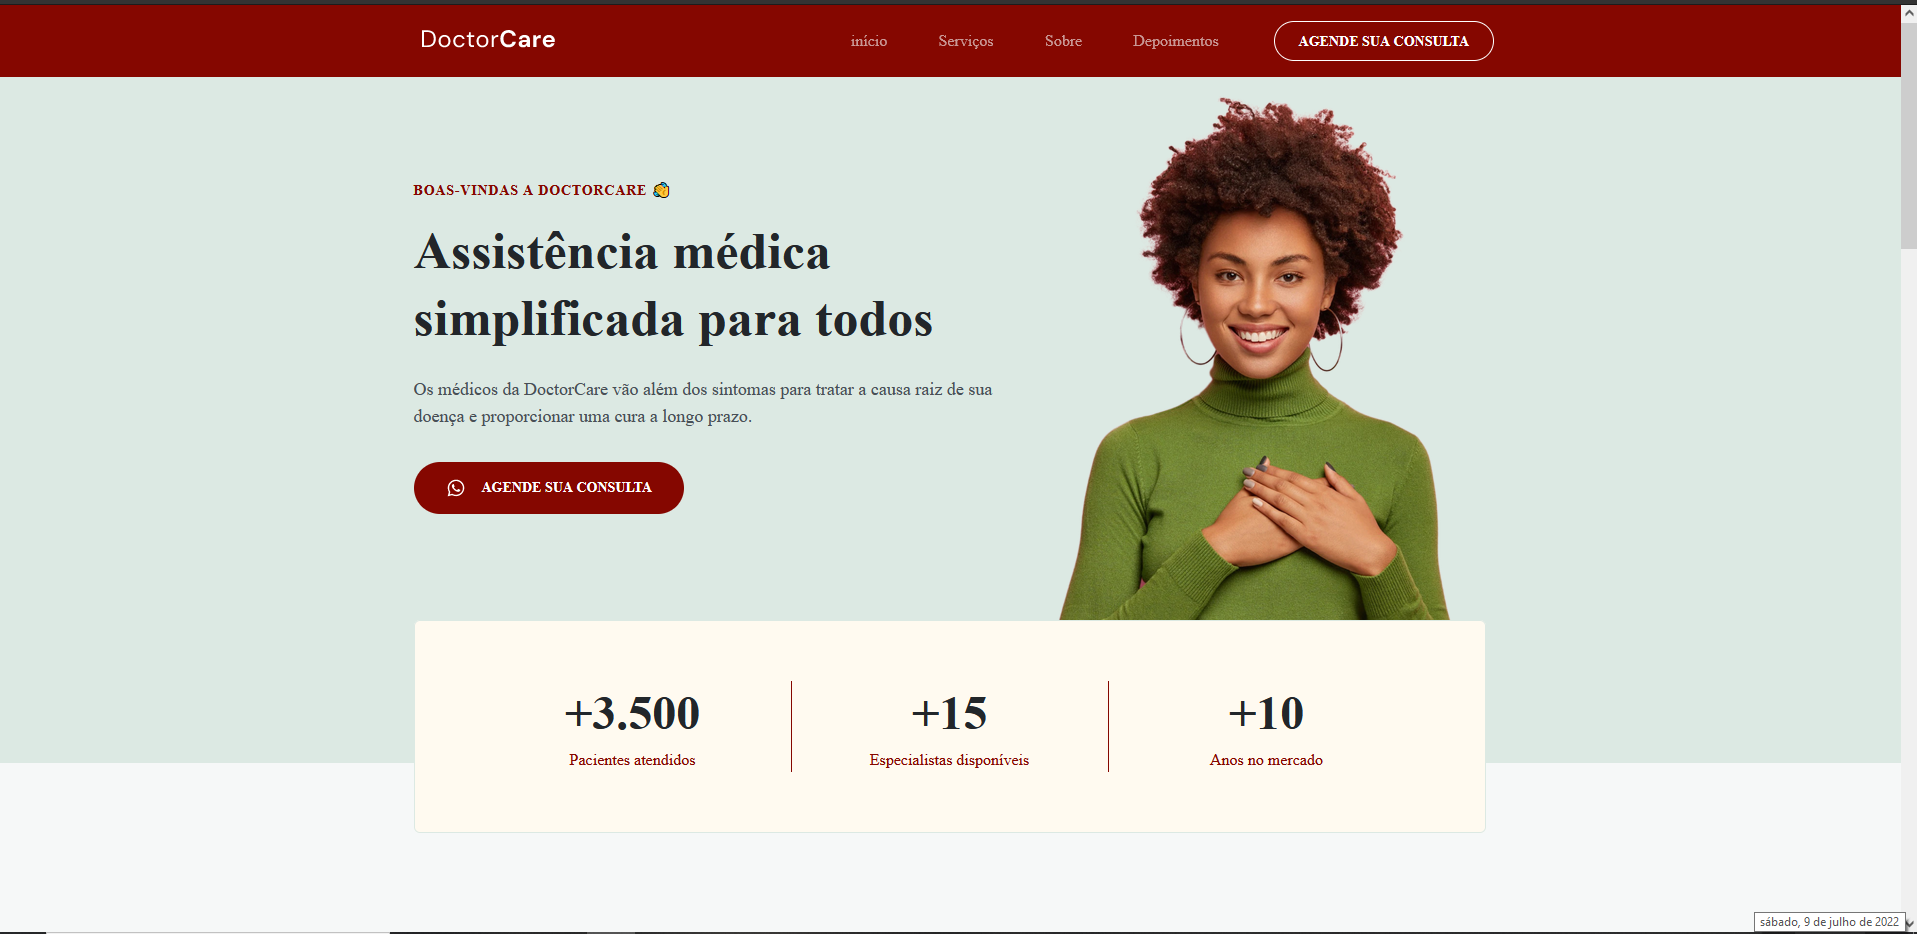 DoctorCare
início
Serviços
Sobre
Depoimentos
AGENDE SUA CONSULTA
BOAS-VINDAS A DOCTORCARE
Assistência médica
simplificada para todos
Os médicos da DoctorCare vão além dos sintomas para tratar a causa raiz de sua
doença e proporcionar uma cura a longo prazo.
AGENDE SUA CONSULTA
+3.500
Pacientes atendidos
+15
Especialistas disponíveis
+10
Anos no mercado
sábado, 9 de julho de 2022